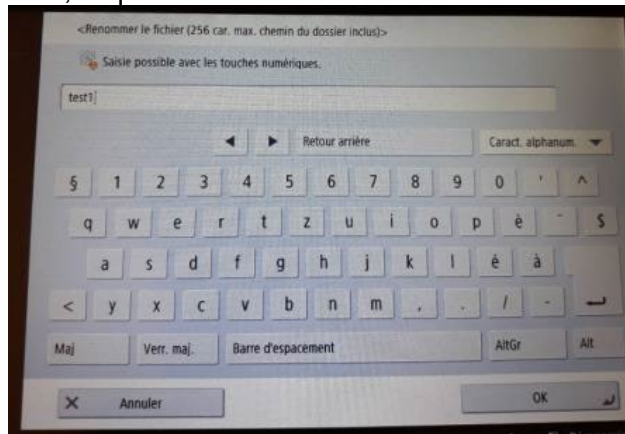 <Renommer le fichier (256 car. max. chemin du dossier inclus)>
Saisie possible avec les touches numériques.
test1
◀ ▶ Retour arrière Caract. alphanum. ▼
§ 1 2 3 4 5 6 7 8 9 0 ' ^
q w e r t z u i o p è ¨ $
a s d f g h j k l é à
< y x c v b n m , . / -
Maj Verr. maj. Barre d'espacement AltGr Alt
X Annuler OK